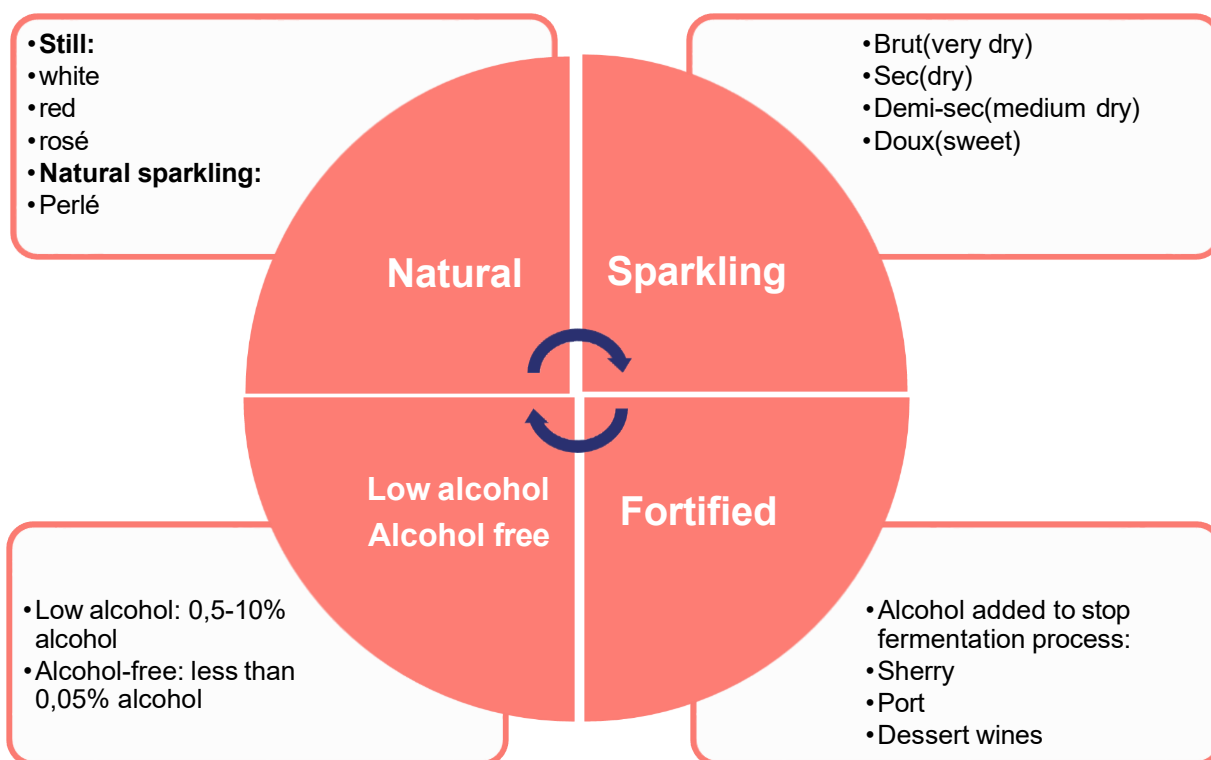 •Still:
•white
•red
•rosé
•Natural sparkling:
•Perlé
•Brut(very dry)
•Sec(dry)
•Demi-sec(medium dry)
•Doux(sweet)
Natural
Sparkling
Low alcohol
Alcohol free
Fortified
•Low alcohol: 0,5-10%
alcohol
•Alcohol-free: less than
0,05% alcohol
•Alcohol added to stop
fermentation process:
•Sherry
•Port
•Dessert wines